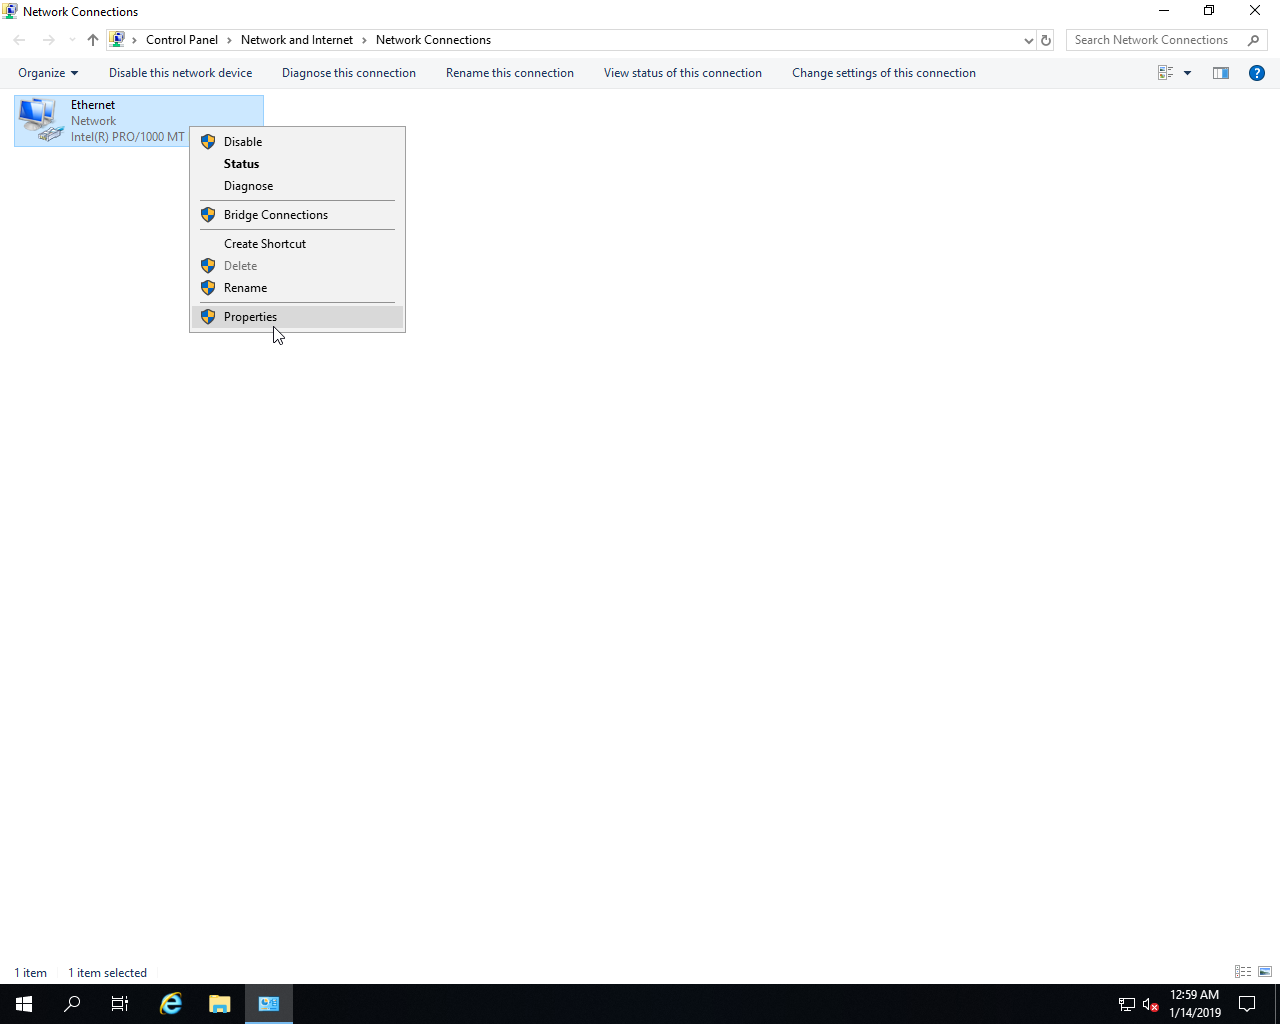 Network Connections
Control Panel > Network and Internet > Network Connections
Search Network Connections
Organize Disable this network device Diagnose this connection Rename this connection View status of this connection Change settings of this connection
Ethernet
Network
Intel(R) PRO/1000 MT
Disable
Status
Diagnose
Bridge Connections
Create Shortcut
Delete
Rename
Properties
1 item 1 item selected
12:59 AM
1/14/2019